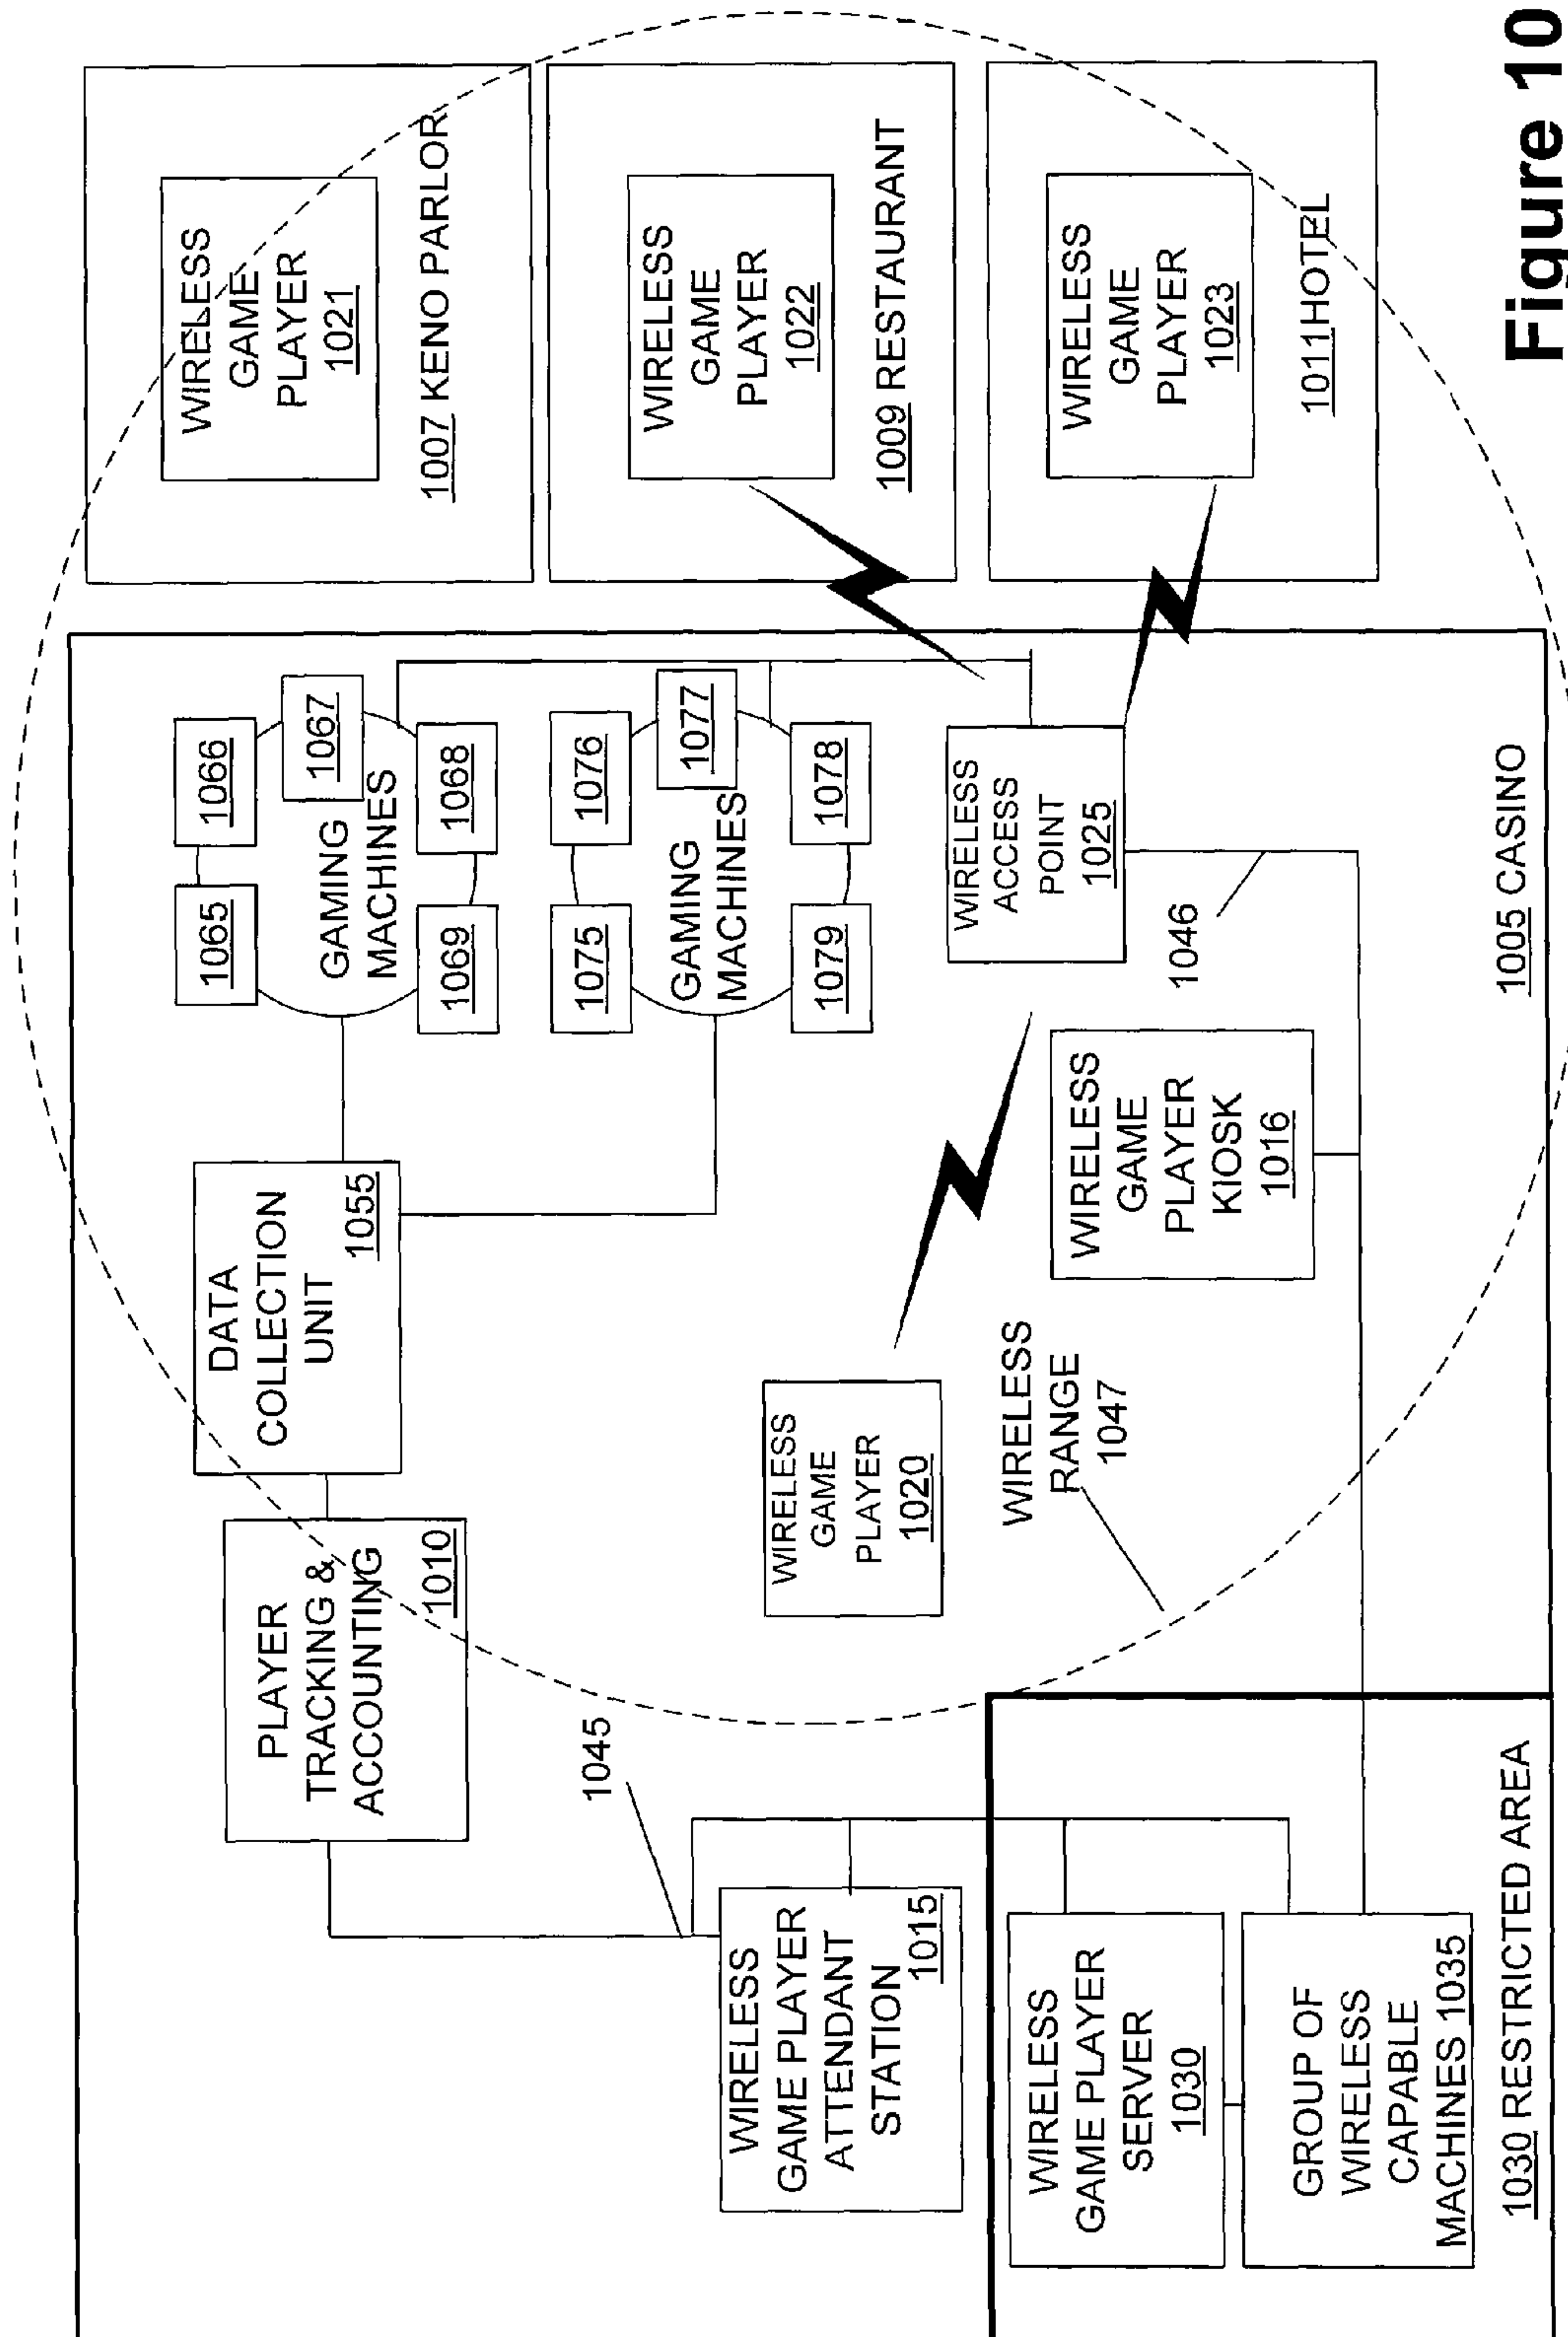 PLAYER
TRACKING &
ACCOUNTING
1010
DATA
COLLECTION
UNIT
1055
1065
1066
1067
1068
1069
GAMING
MACHINES
1075
1076
1077
1078
1079
GAMING
MACHINES
WIRELESS
GAME
PLAYER
1021
1007 KENO PARLOR
WIRELESS
GAME
PLAYER
1022
1009 RESTAURANT
WIRELESS
GAME
PLAYER
1023
1011HOTEL
1045
WIRELESS
GAME PLAYER
ATTENDANT
STATION
1015
WIRELESS
GAME
PLAYER
1020
WIRELESS
ACCESS
POINT
1025
WIRELESS
RANGE
1047
WIRELESS
GAME
PLAYER
KIOSK
1016
1046
WIRELESS
GAME PLAYER
SERVER
1030
GROUP OF
WIRELESS
CAPABLE
MACHINES 1035
1030 RESTRICTED AREA
1005 CASINO
Figure 10